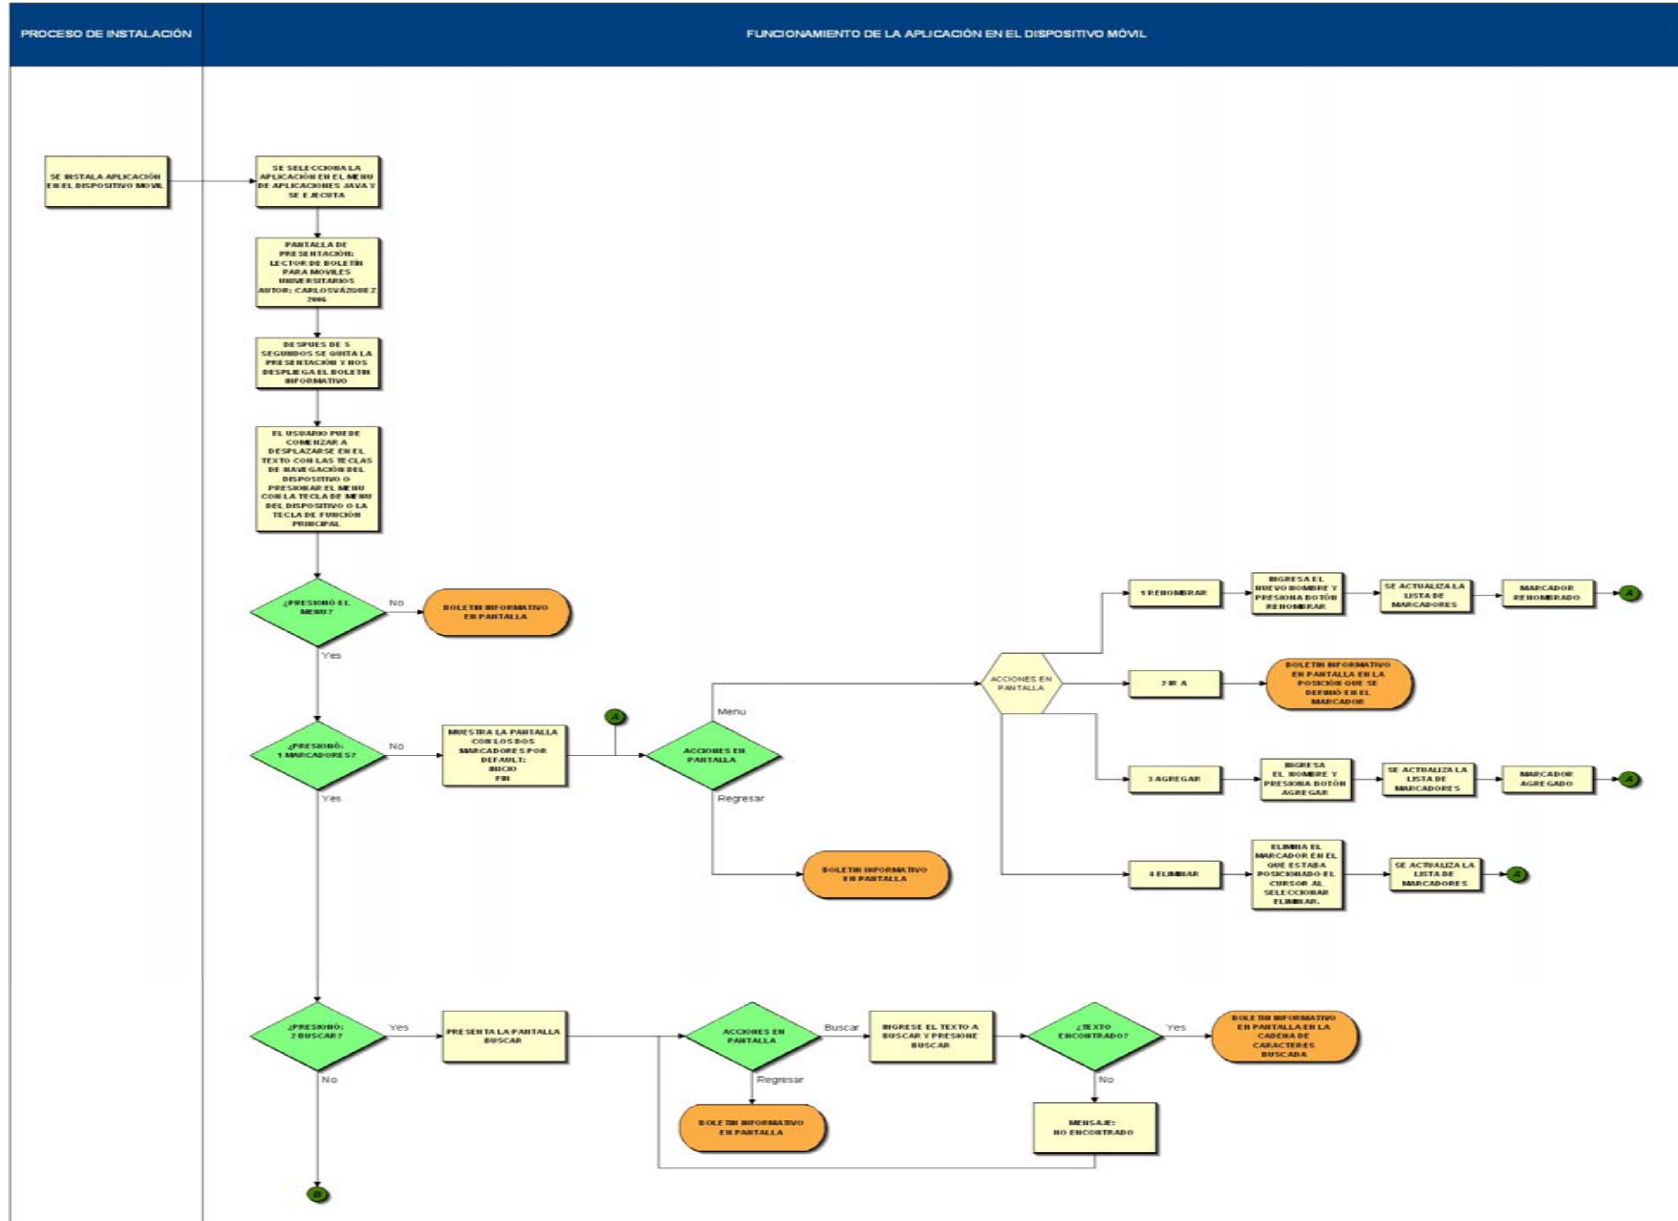 PROCESO DE INSTALACIÓN
FUNCIONAMIENTO DE LA APLICACIÓN EN EL DISPOSITIVO MÓVIL
SE INSTALA APLICACIÓN
EN EL DISPOSITIVO MOVIL
SE SELECCIONA LA
APLICACIÓN EN EL MENU
DE APLICACIONES JAVA Y
SE EJECUTA
PANTALLA DE
PRESENTACIÓN:
LECTOR DE BOLETÍN
PARA MOVILES
UNIVERSITARIOS
AUTOR: CARLOS VÁZQUEZ
2006
DESPUES DE 5
SEGUNDOS SE QUITA LA
PRESENTACIÓN Y NOS
DESPLIEGA EL BOLETIN
INFORMATIVO
EL USUARIO PUEDE
COMENZAR A
DESPLAZARSE EN EL
TEXTO CON LAS TECLAS
DE NAVEGACIÓN DEL
DISPOSITIVO O
PRESIONAR EL MENU
CON LA TECLA DE MENU
DEL DISPOSITIVO O LA
TECLA DE FUNCIÓN
PRINCIPAL
¿PRESIONÓ EL
MENU?
No
BOLETIN INFORMATIVO
EN PANTALLA
Yes
¿PRESIONÓ:
1 MARCADORES?
No
MUESTRA LA PANTALLA
CON LOS DOS
MARCADORES POR
DEFAULT:
INICIO
FIN
A
ACCIONES EN
PANTALLA
Menu
Regresar
BOLETIN INFORMATIVO
EN PANTALLA
ACCIONES EN
PANTALLA
1 RENOMBRAR
INGRESA EL
NUEVO NOMBRE Y
PRESIONA BOTÓN
RENOMBRAR
SE ACTUALIZA LA
LISTA DE
MARCADORES
MARCADOR
RENOMBRADO
A
2 IR A
BOLETIN INFORMATIVO
EN PANTALLA EN LA
POSICIÓN QUE SE
DEFINIÓ EN EL
MARCADOR
3 AGREGAR
INGRESA
EL NOMBRE Y
PRESIONA BOTÓN
AGREGAR
SE ACTUALIZA LA
LISTA DE
MARCADORES
MARCADOR
AGREGADO
A
4 ELIMINAR
ELIMINA EL
MARCADOR EN EL
QUE ESTABA
POSICIONADO EL
CURSOR AL
SELECCIONAR
ELIMINAR.
SE ACTUALIZA LA
LISTA DE
MARCADORES
A
Yes
¿PRESIONÓ:
2 BUSCAR?
Yes
PRESENTA LA PANTALLA
BUSCAR
ACCIONES EN
PANTALLA
Buscar
INGRESE EL TEXTO A
BUSCAR Y PRESIONE
BUSCAR
¿TEXTO
ENCONTRADO?
Yes
BOLETIN INFORMATIVO
EN PANTALLA EN LA
CADENA DE
CARACTERES
BUSCADA
No
Regresar
No
BOLETIN INFORMATIVO
EN PANTALLA
MENSAJE:
NO ENCONTRADO
B